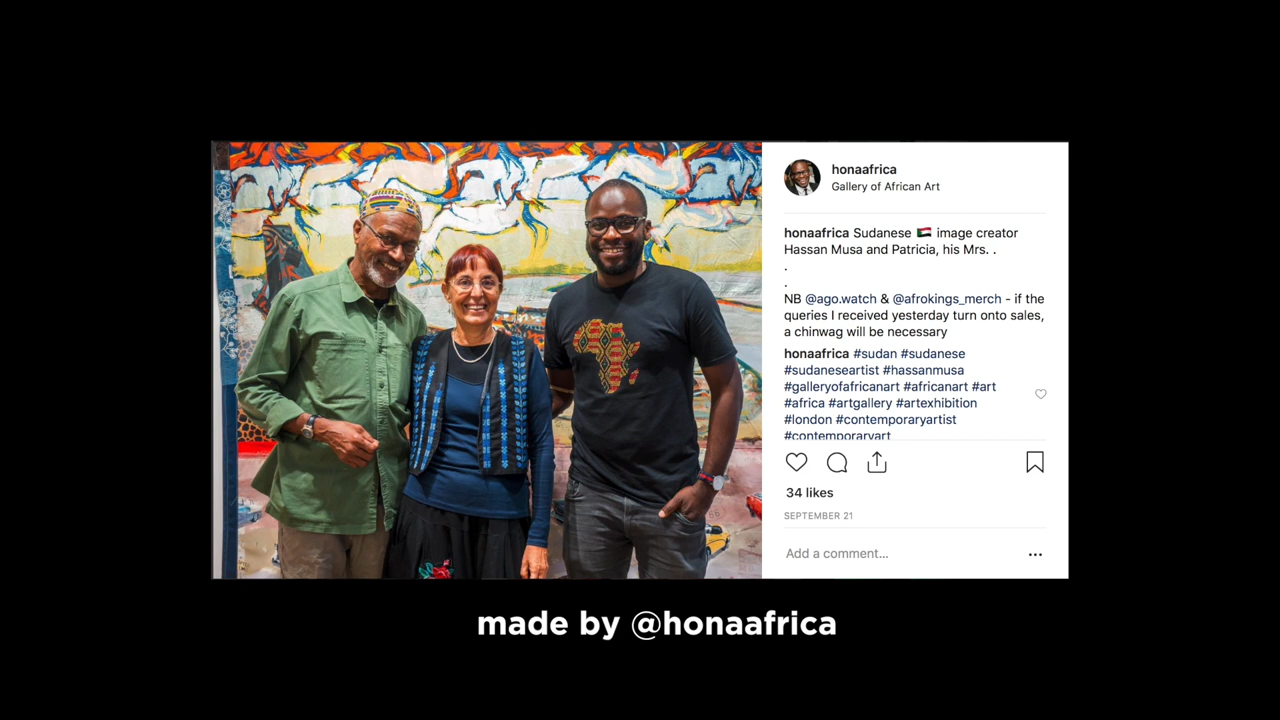 honaafrica
Gallery of African Art
honaafrica Sudanese 🇸🇩 image creator
Hassan Musa and Patricia, his Mrs. .
.
.
NB @ago.watch & @afrokings_merch - if the
queries I received yesterday turn onto sales,
a chinwag will be necessary
honaafrica #sudan #sudanese
#sudaneseartist #hassanmusa
#galleryofafricanart #africanart #art
#africa #artgallery #artexhibition
#london #contemporaryartist
#contemporaryart
34 likes
SEPTEMBER 21
Add a comment...
made by @honaafrica